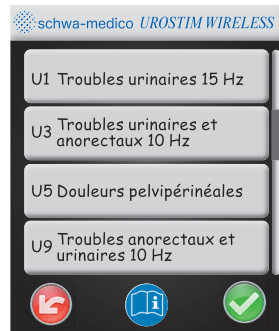 schwa-medico UROSTIM WIRELESS
U1 Troubles urinaires 15 Hz
U3 Troubles urinaires et
anorectaux 10 Hz
U5 Douleurs pelvipérinéales
U9 Troubles anorectaux et
urinaires 10 Hz
i